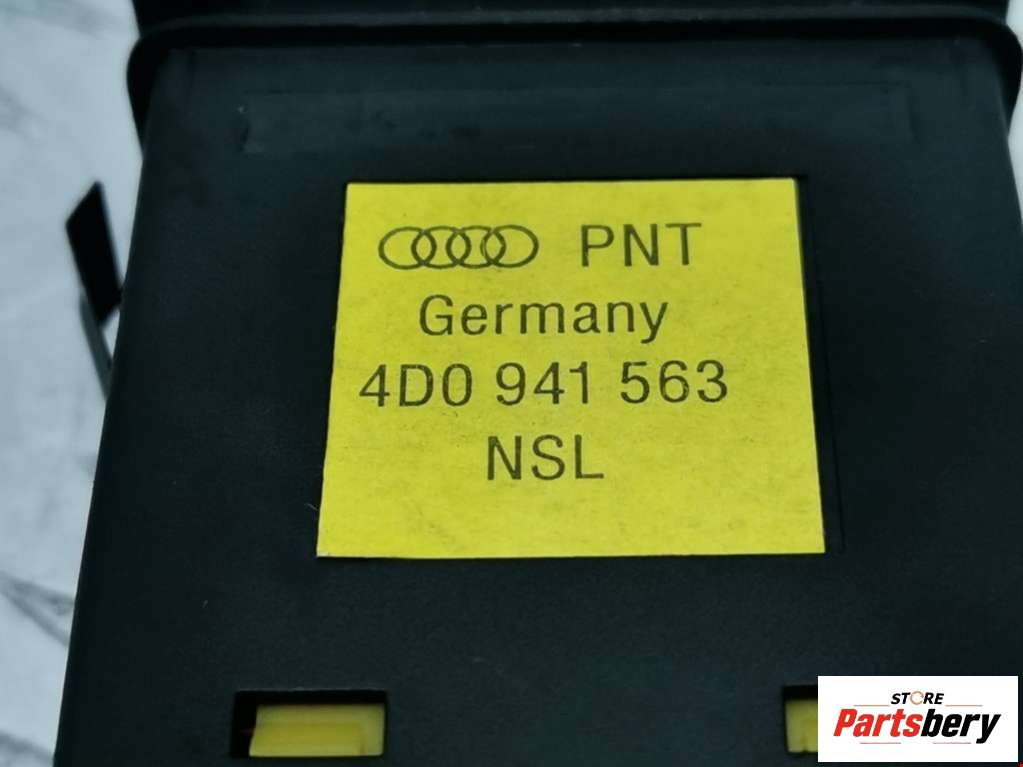 PNT
Germany
4D0 941 563
NSL
STORE
Partsbery